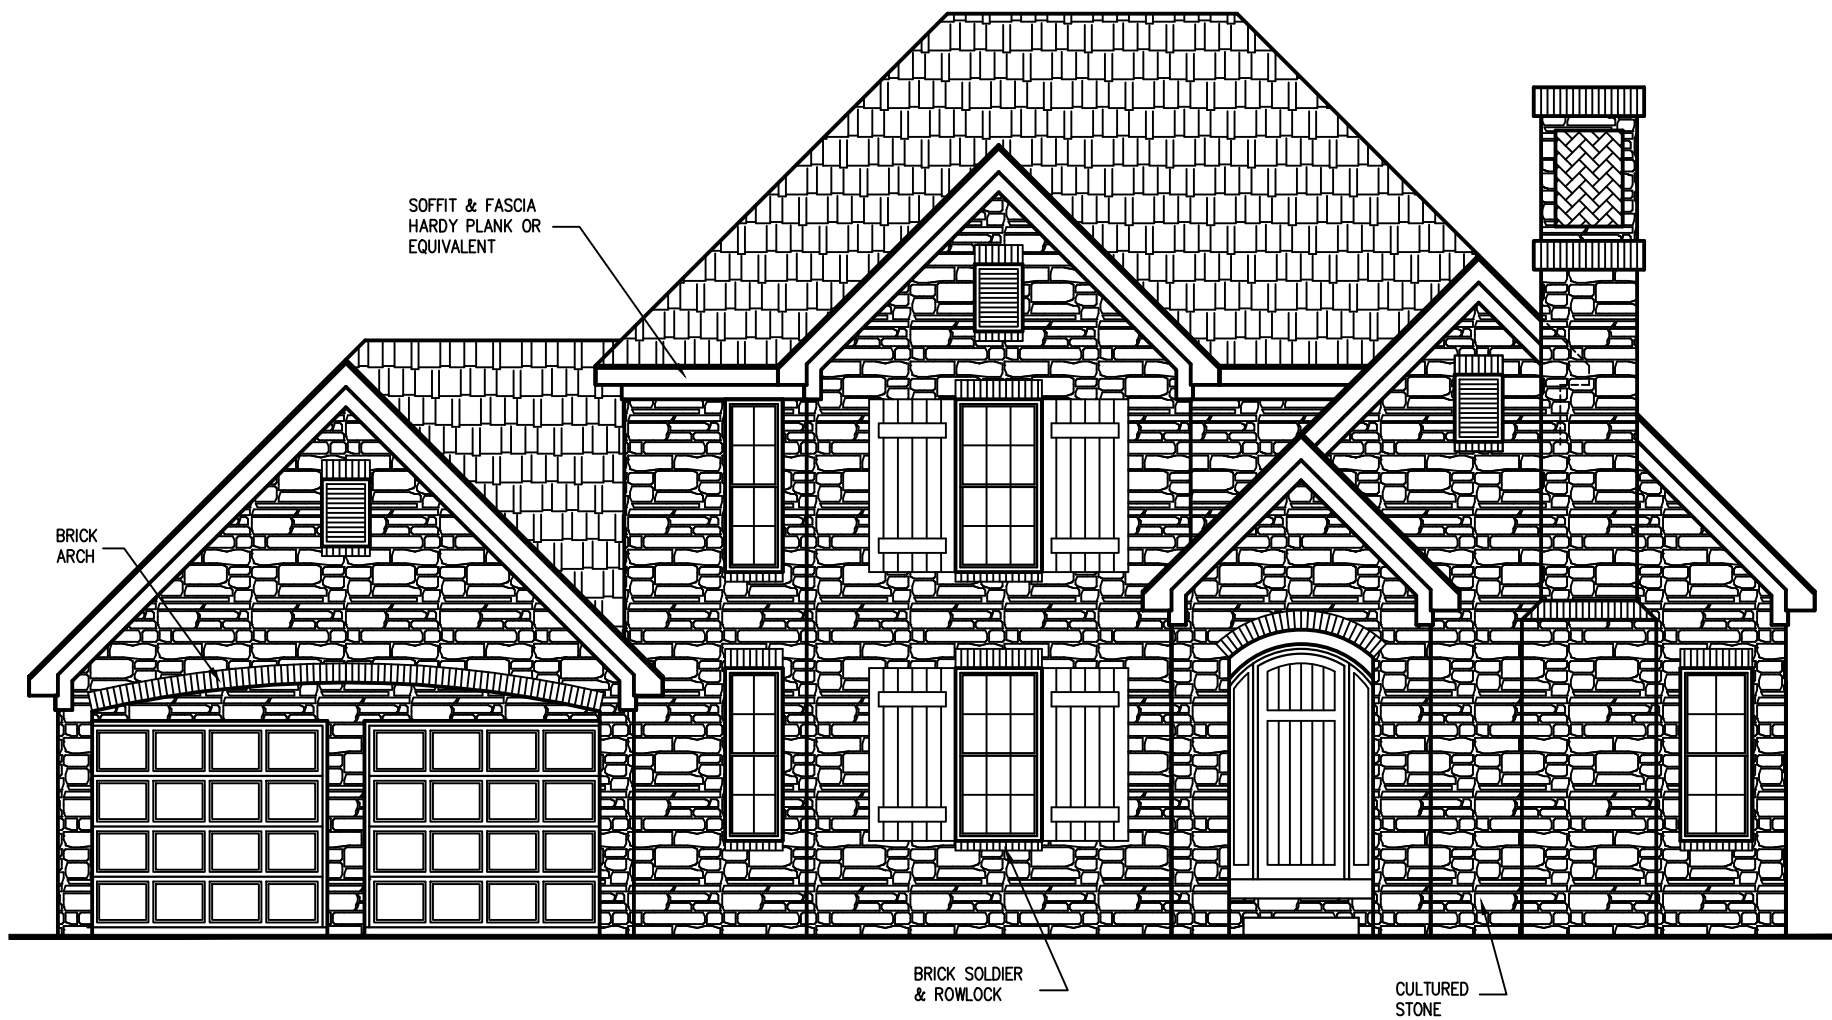 SOFFIT & FASCIA
HARDY PLANK OR
EQUIVALENT
BRICK
ARCH
BRICK SOLDIER
& ROWLOCK
CULTURED
STONE